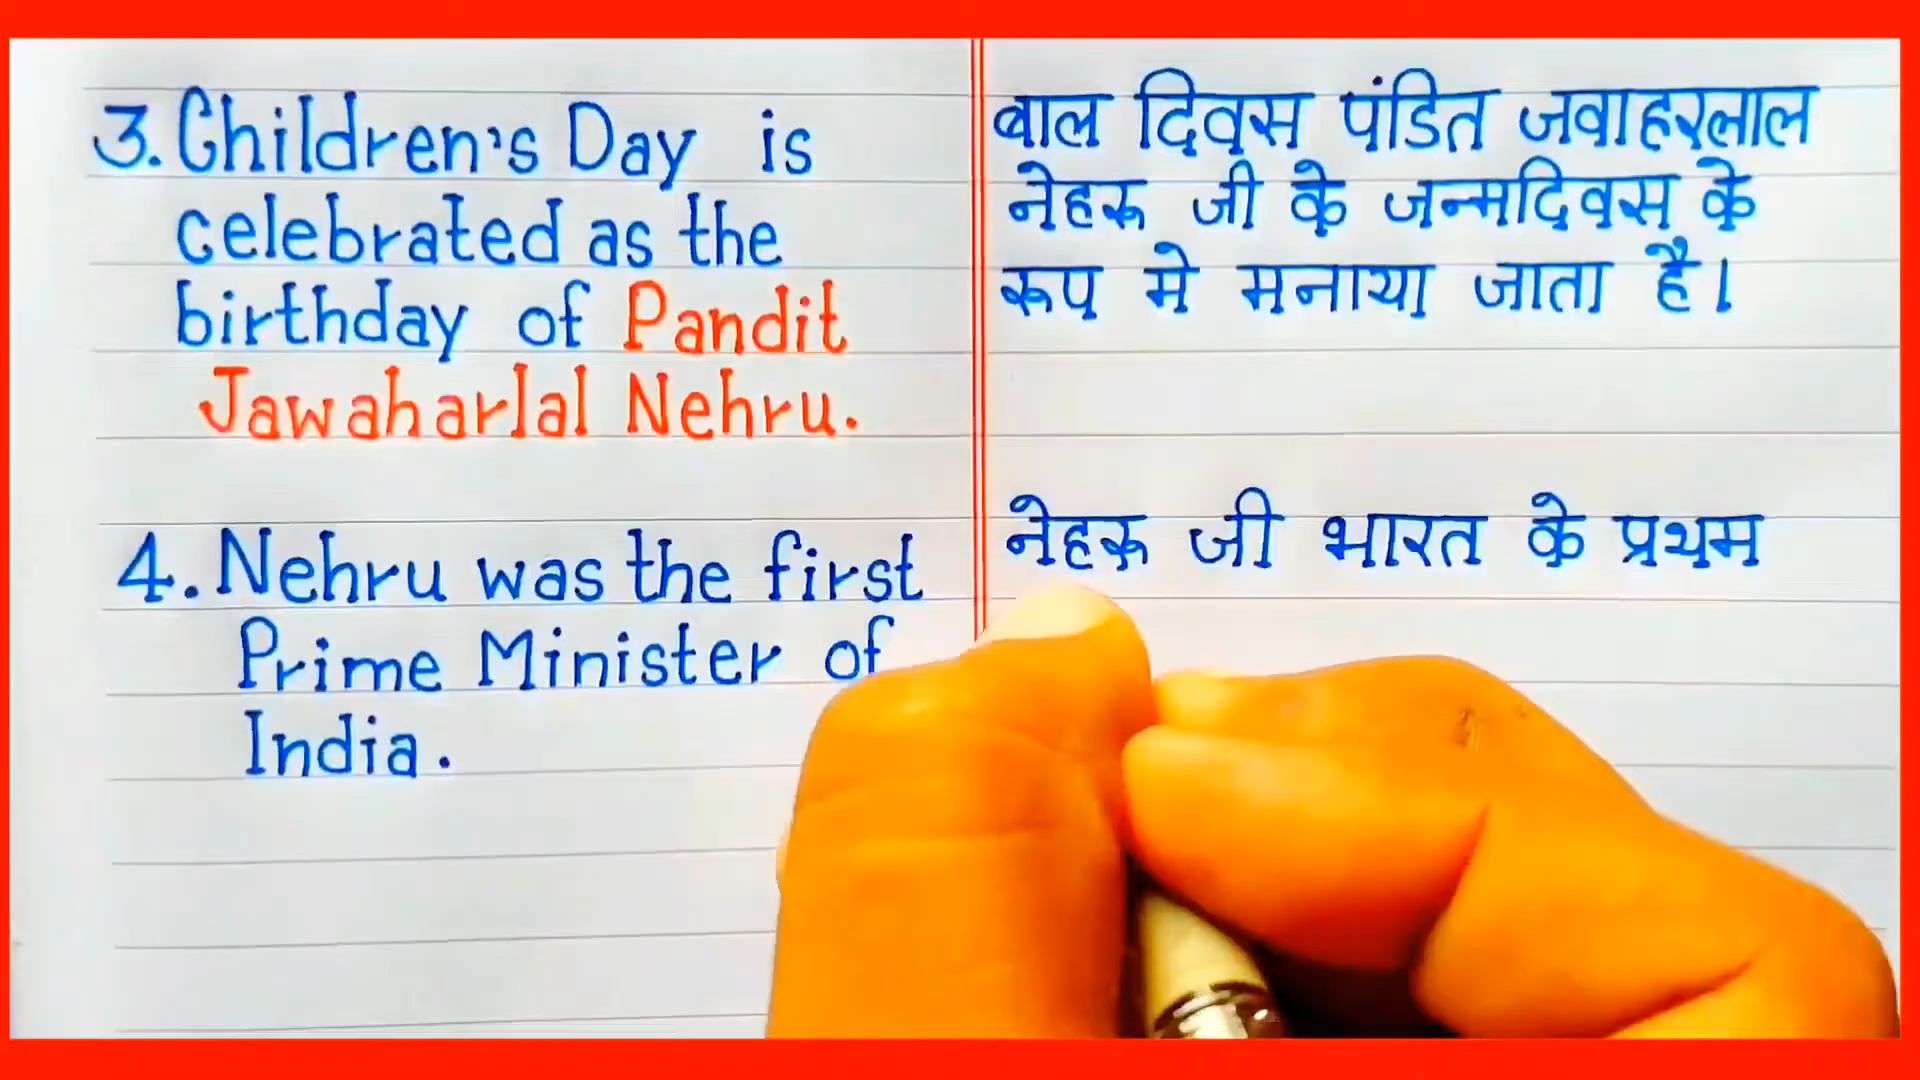 3. Children's Day is
celebrated as the
birthday of Pandit
Jawaharlal Nehru.
4. Nehru was the first
Prime Minister of
India.
बाल दिवस पंडित जवाहरलाल
नेहरू जी के जन्मदिवस के
रूप मे मनाया जाता है।
नेहरू जी भारत के प्रथम